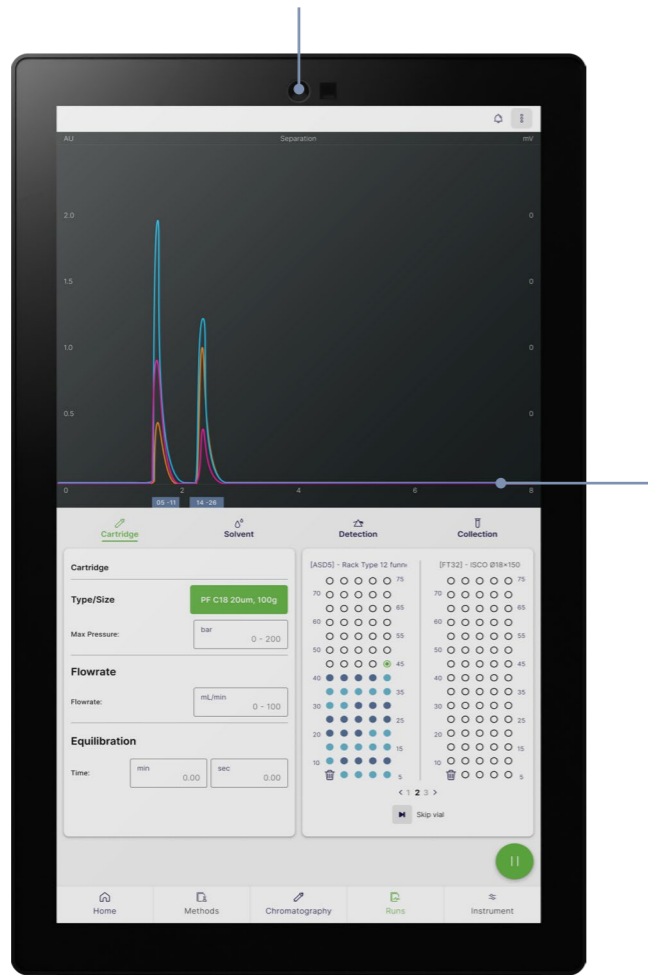 AU Separation mV
2.0 0
1.5 0
1.0 0
0.5 0
0 2 4 6 8
05 -11 14 -26
Cartridge Solvent Detection Collection
Cartridge
Type/Size PF C18 20um, 100g
Max Pressure: bar 0 - 200
Flowrate
Flowrate: mL/min 0 - 100
Equilibration
Time: min 0.00 sec 0.00
[ASD5] - Rack Type 12 funne
75
70
65
60
55
50
45
40
35
30
25
20
15
10
5
[FT32] - ISCO Ø18x150
75
70
65
60
55
50
45
40
35
30
25
20
15
10
5
< 1 2 3 >
Skip vial
Home Methods Chromatography Runs Instrument